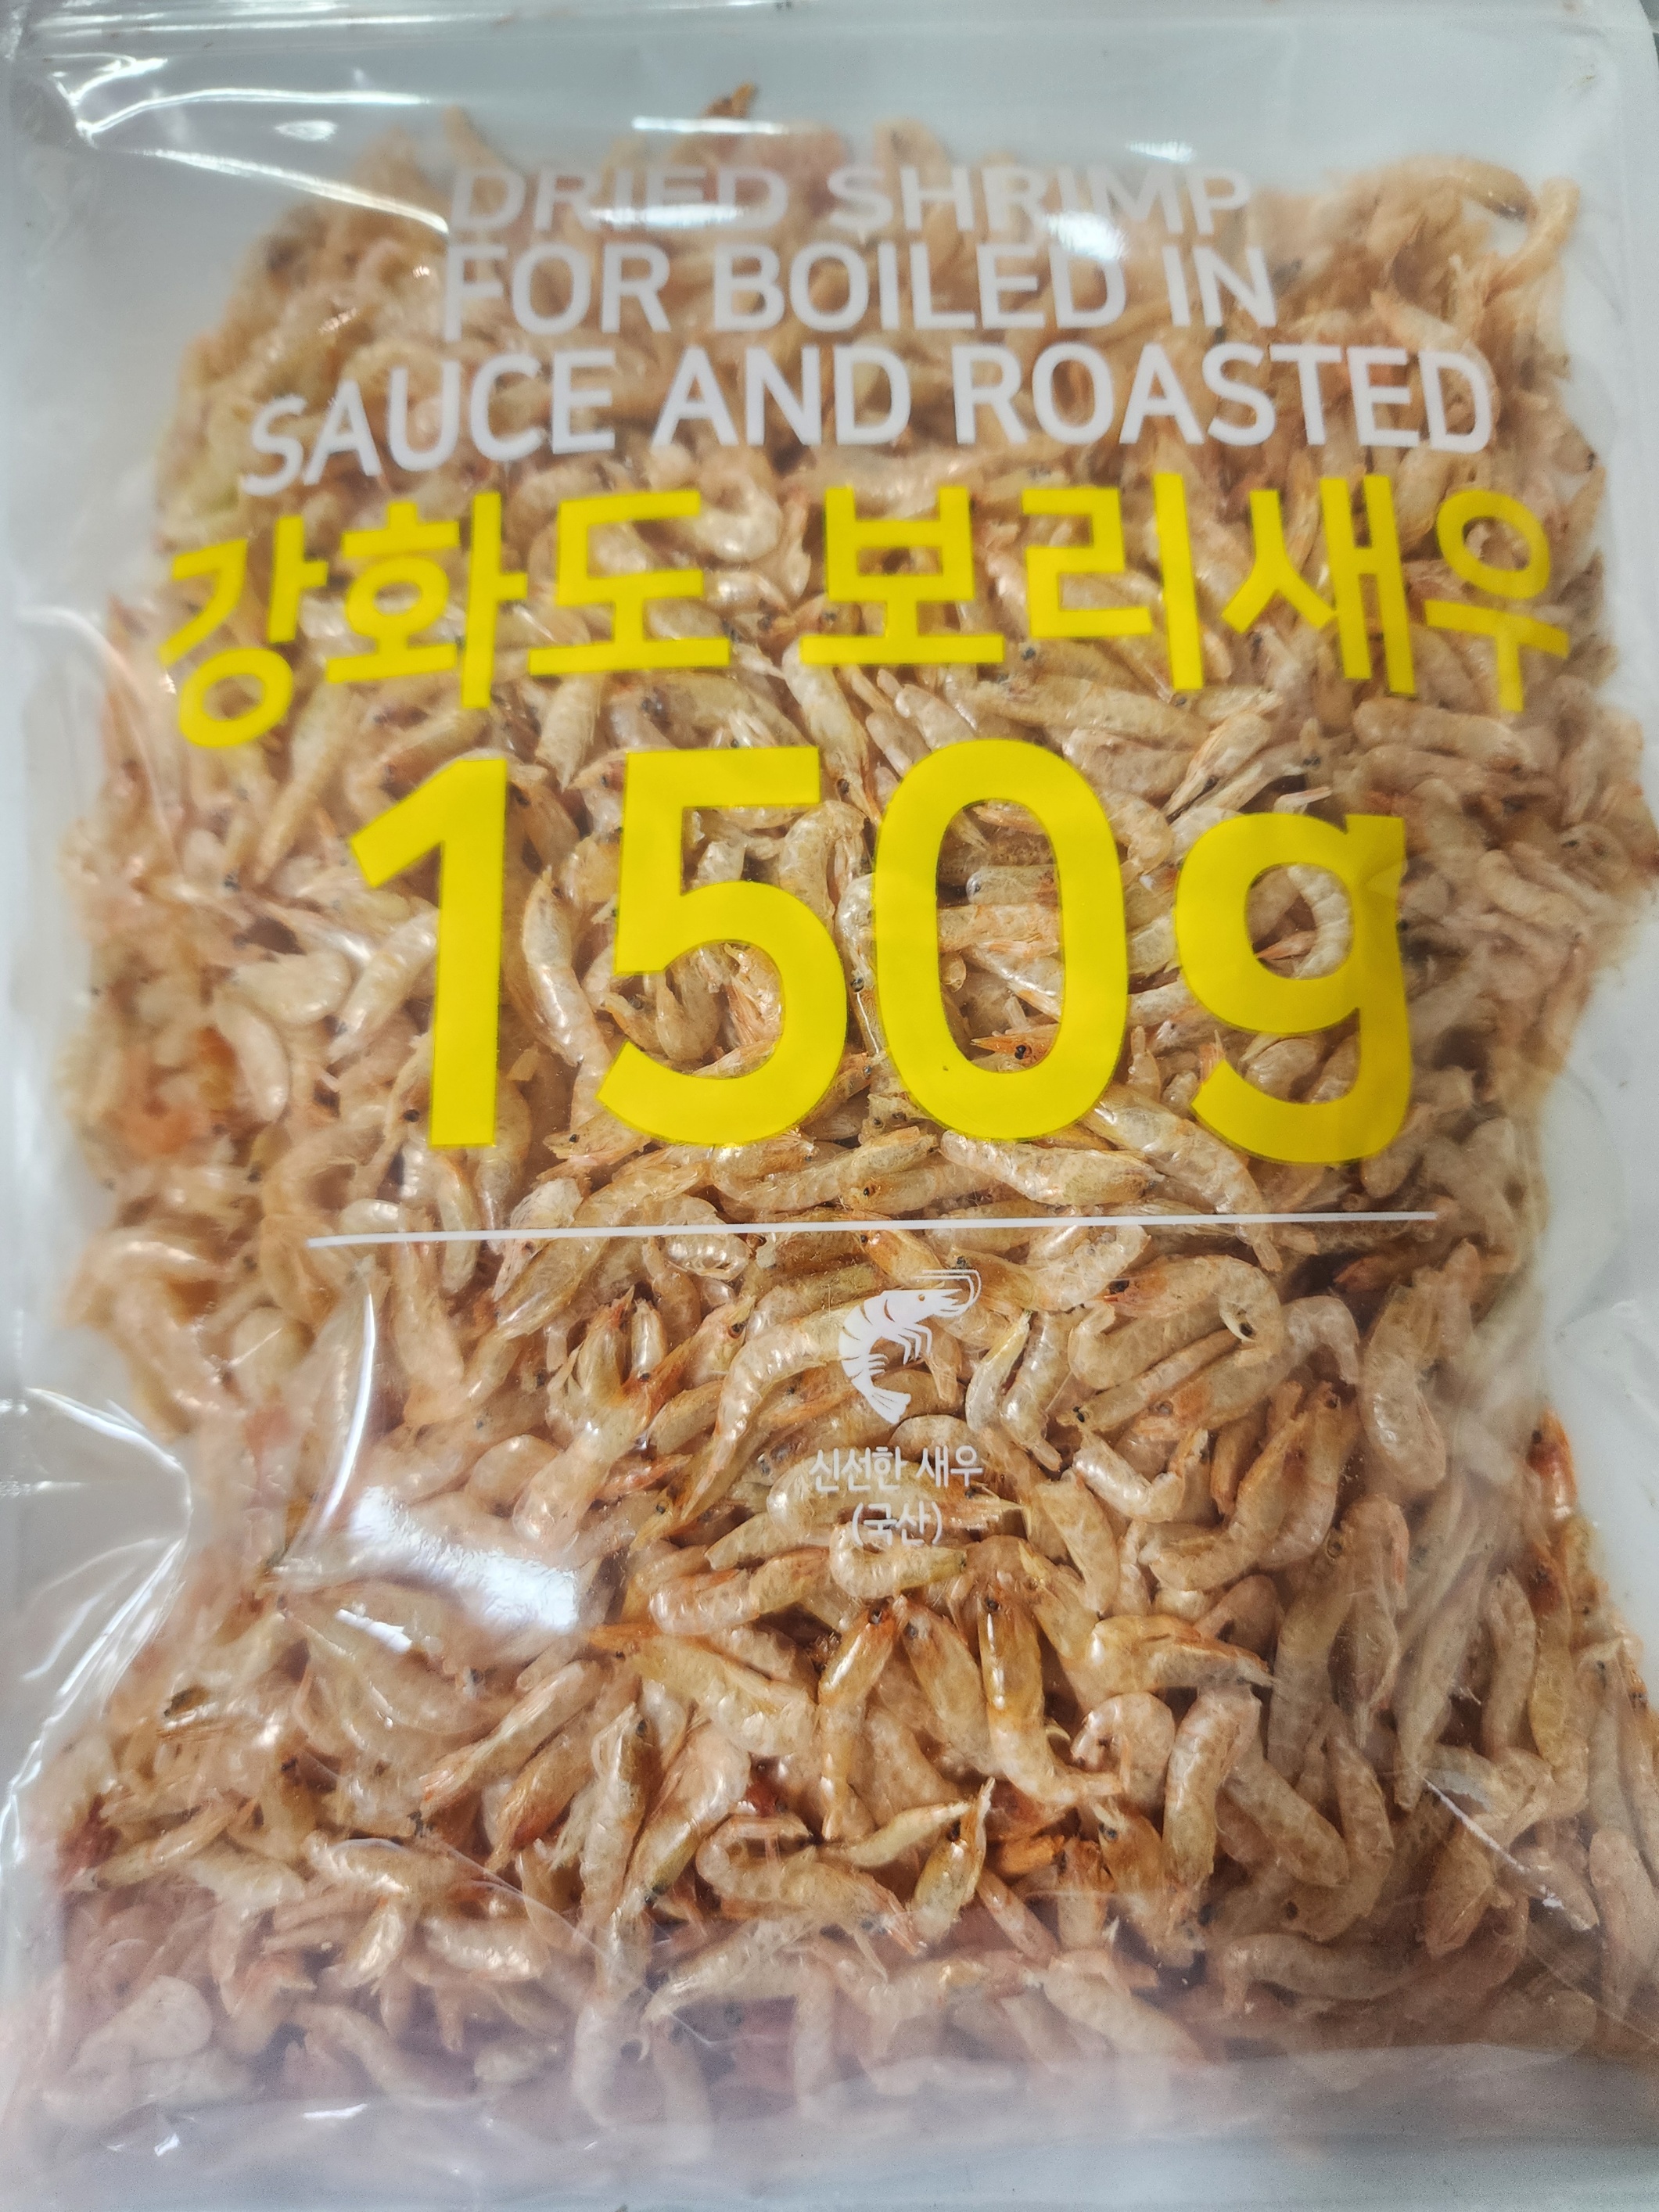 DRIED SHRIMP
FOR BOILED IN
SAUCE AND ROASTED
강화도 보리새우
150g
신선한 새우
(국산)